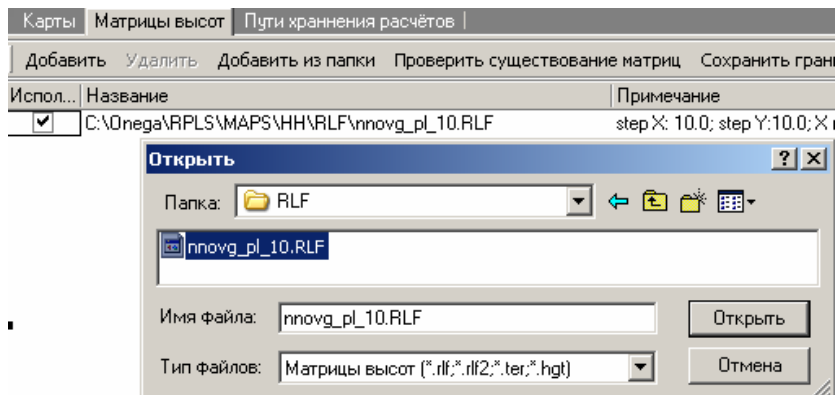 Карты Матрицы высот Пути храннения расчётов
Добавить Удалить Добавить из папки Проверить существование матриц Сохранить гран
Испол... Название Примечание
C:\Onega\RPLS\MAPS\HH\RLF\nnovg_pl_10.RLF step X: 10.0; step Y:10.0; X
Открыть
Папка: RLF
nnovg_pl_10.RLF
Имя файла: nnovg_pl_10.RLF Открыть
Тип файлов: Матрицы высот (*.rlf;*.rlf2;*.ter;*.hgt) Отмена